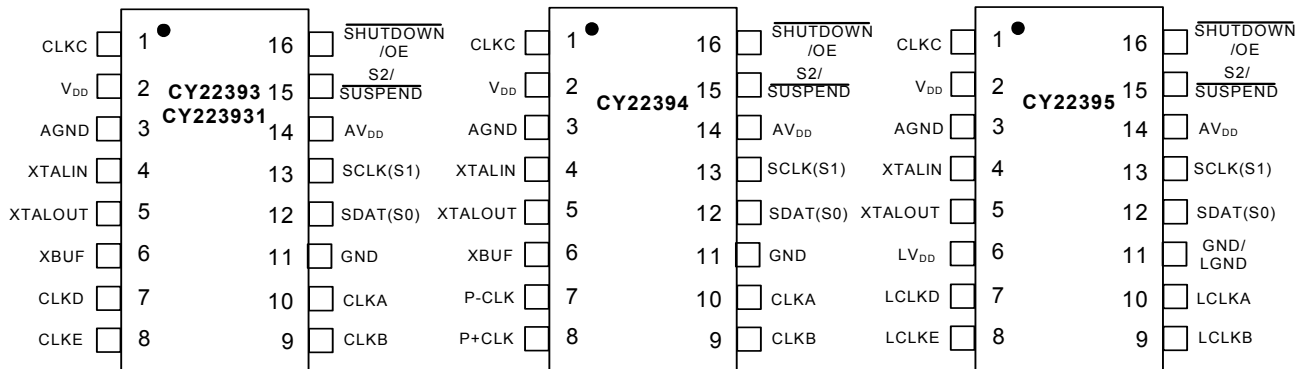 CLKC 1 16 SHUTDOWN
/OE
VDD 2 CY22393 15 S2/
SUSPEND
CY223931
AGND 3 14 AVDD
XTALIN 4 13 SCLK(S1)
XTALOUT 5 12 SDAT(S0)
XBUF 6 11 GND
CLKD 7 10 CLKA
CLKE 8 9 CLKB
CLKC 1 16 SHUTDOWN
/OE
VDD 2 CY22394 15 S2/
SUSPEND
AGND 3 14 AVDD
XTALIN 4 13 SCLK(S1)
XTALOUT 5 12 SDAT(S0)
XBUF 6 11 GND
P-CLK 7 10 CLKA
P+CLK 8 9 CLKB
CLKC 1 16 SHUTDOWN
/OE
VDD 2 CY22395 15 S2/
SUSPEND
AGND 3 14 AVDD
XTALIN 4 13 SCLK(S1)
XTALOUT 5 12 SDAT(S0)
LVDD 6 11 GND/
LGND
LCLKD 7 10 LCLKA
LCLKE 8 9 LCLKB